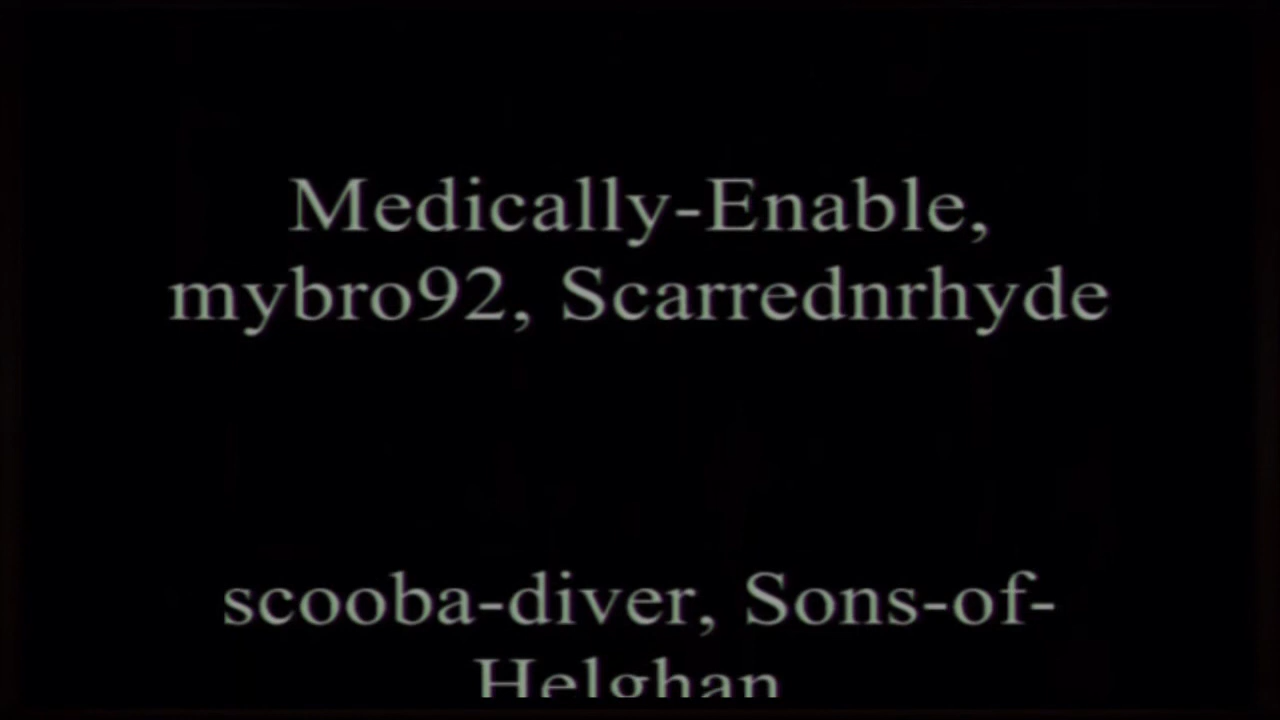 Medically-Enable,
mybro92, Scarrednrhyde
scooba-diver, Sons-of-
Helghan